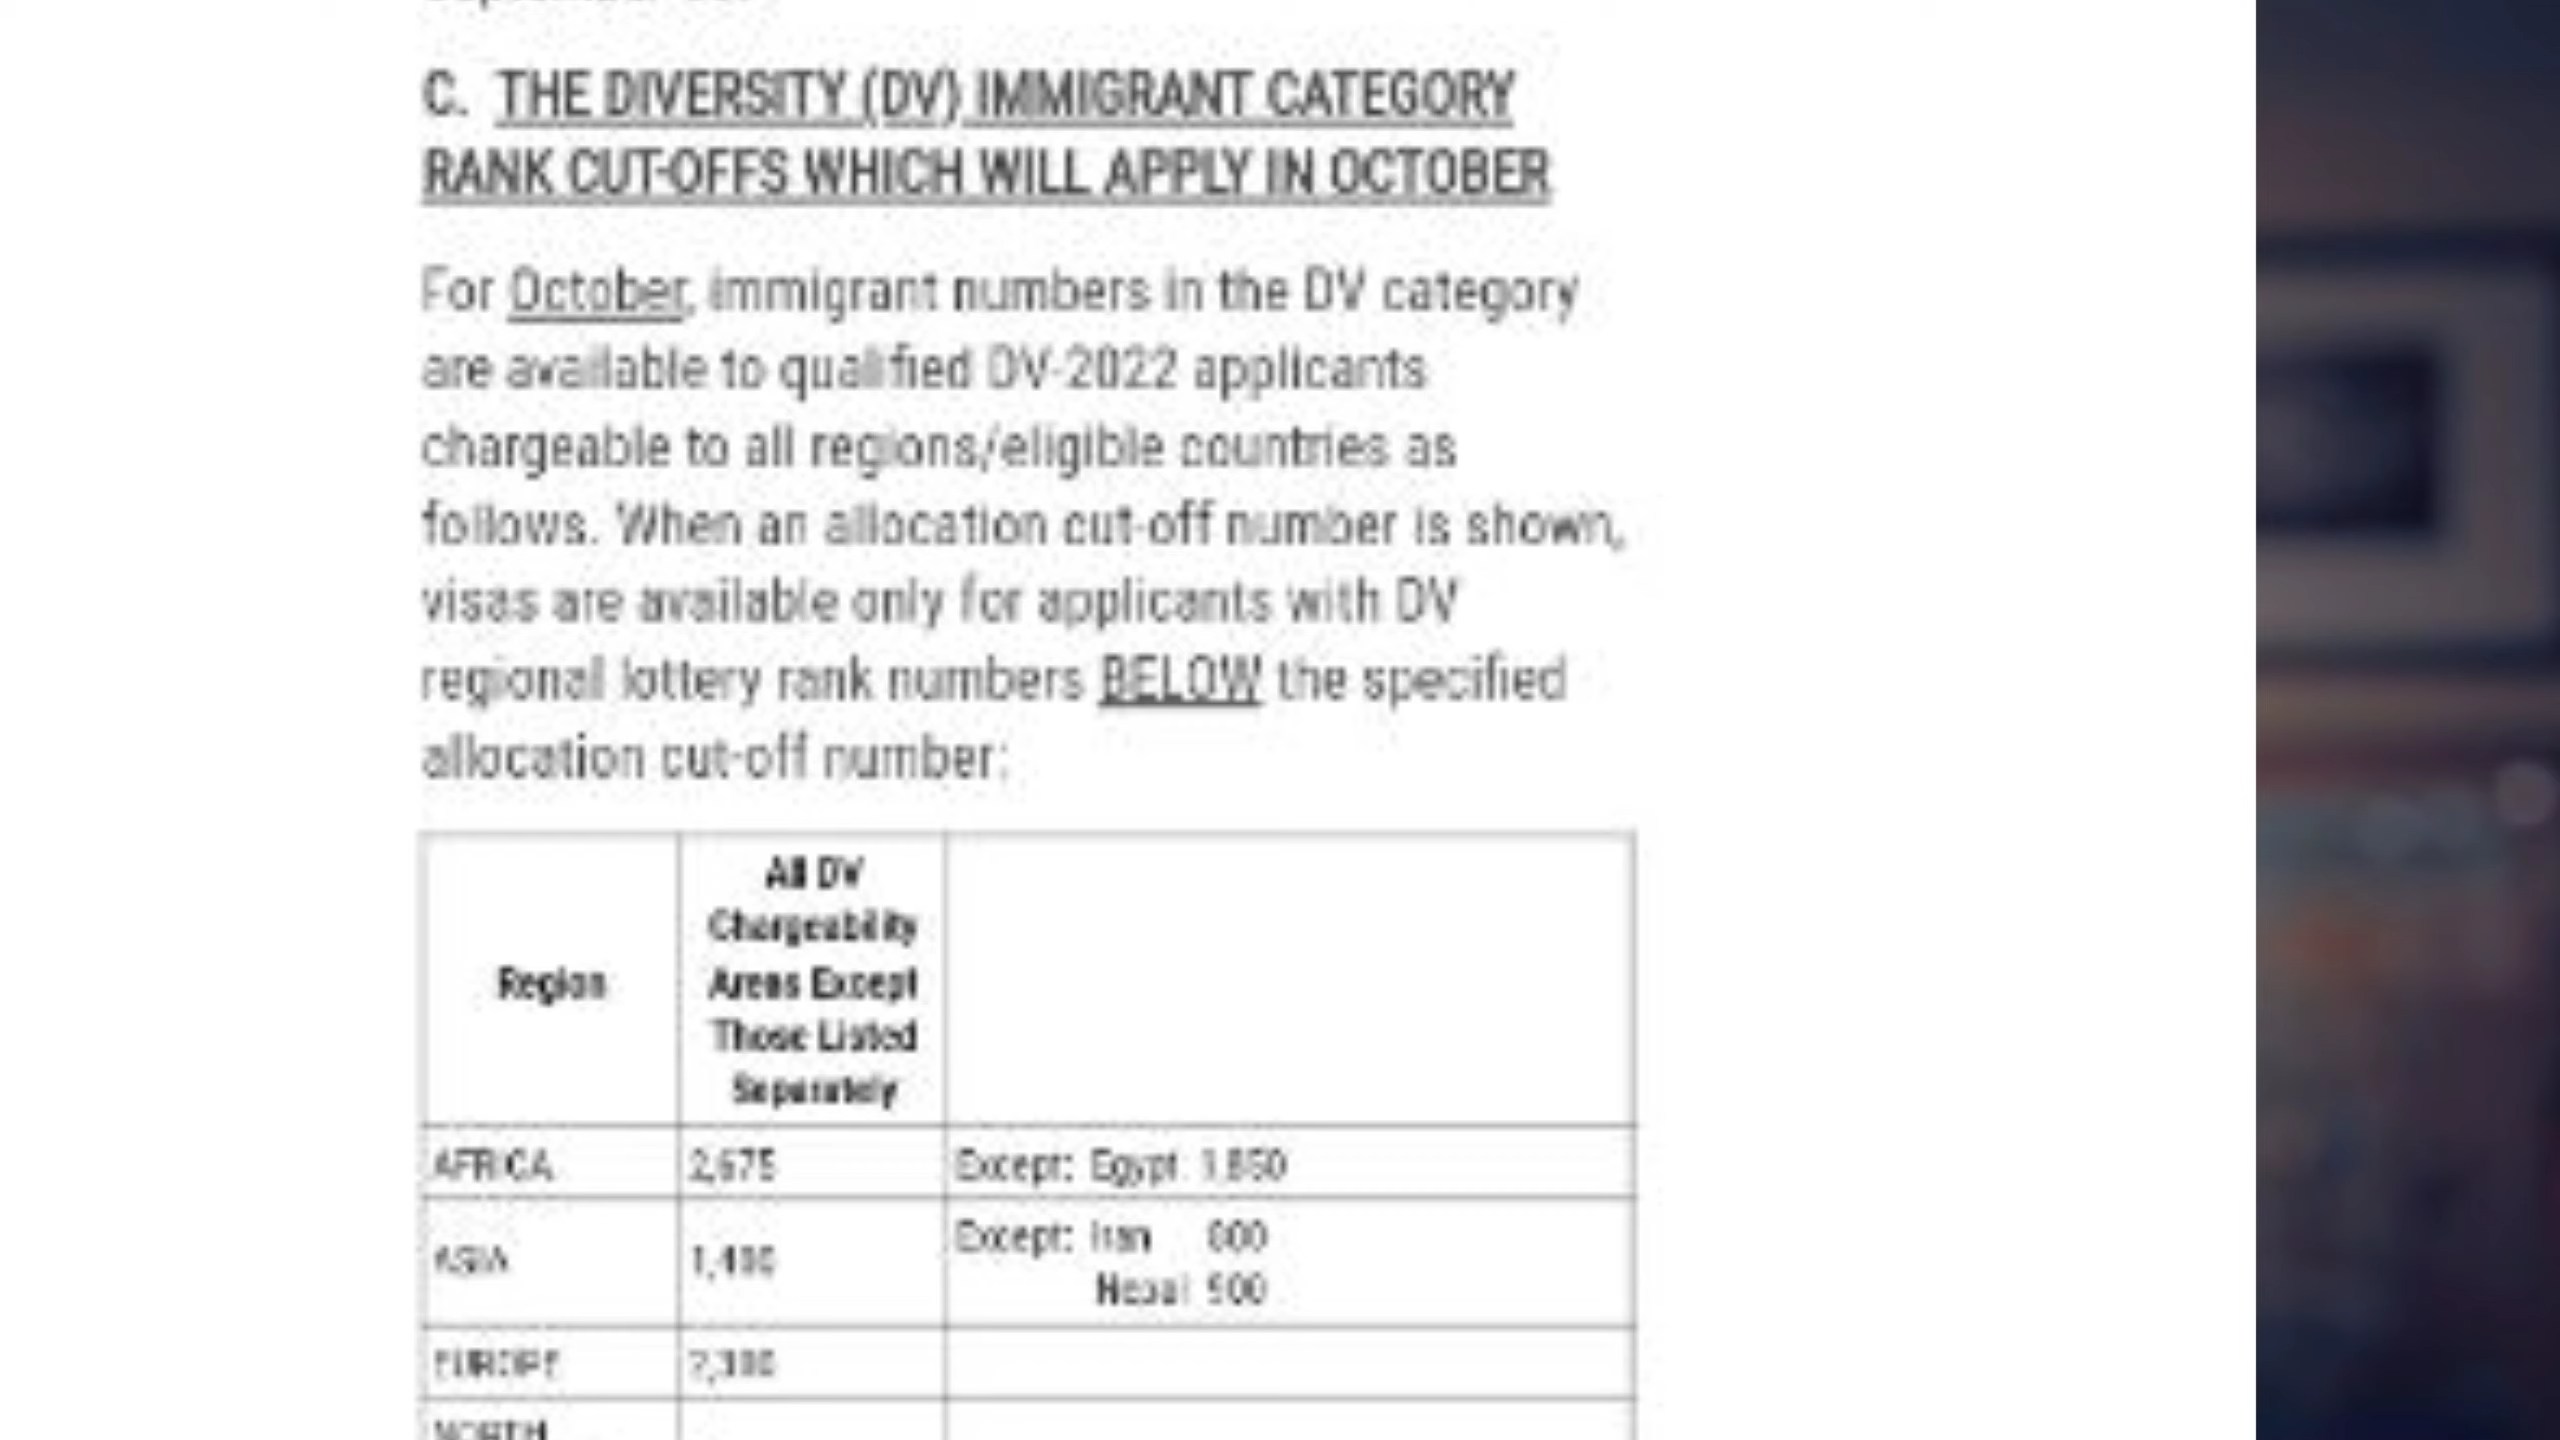 C. THE DIVERSITY (DV) IMMIGRANT CATEGORY
RANK CUT-OFFS WHICH WILL APPLY IN OCTOBER
For October, immigrant numbers in the DV category
are available to qualified DV-2022 applicants
chargeable to all regions/eligible countries as
follows. When an allocation cut-off number is shown,
visas are available only for applicants with DV
regional lottery rank numbers BELOW the specified
allocation cut-off number:
All DV
Chargeability
Region Areas Except
Those Listed
Separately
AFRICA 2,675 Except: Egypt 1,850
ASIA Except: Iran
Nepal
EUROPE
NORTH